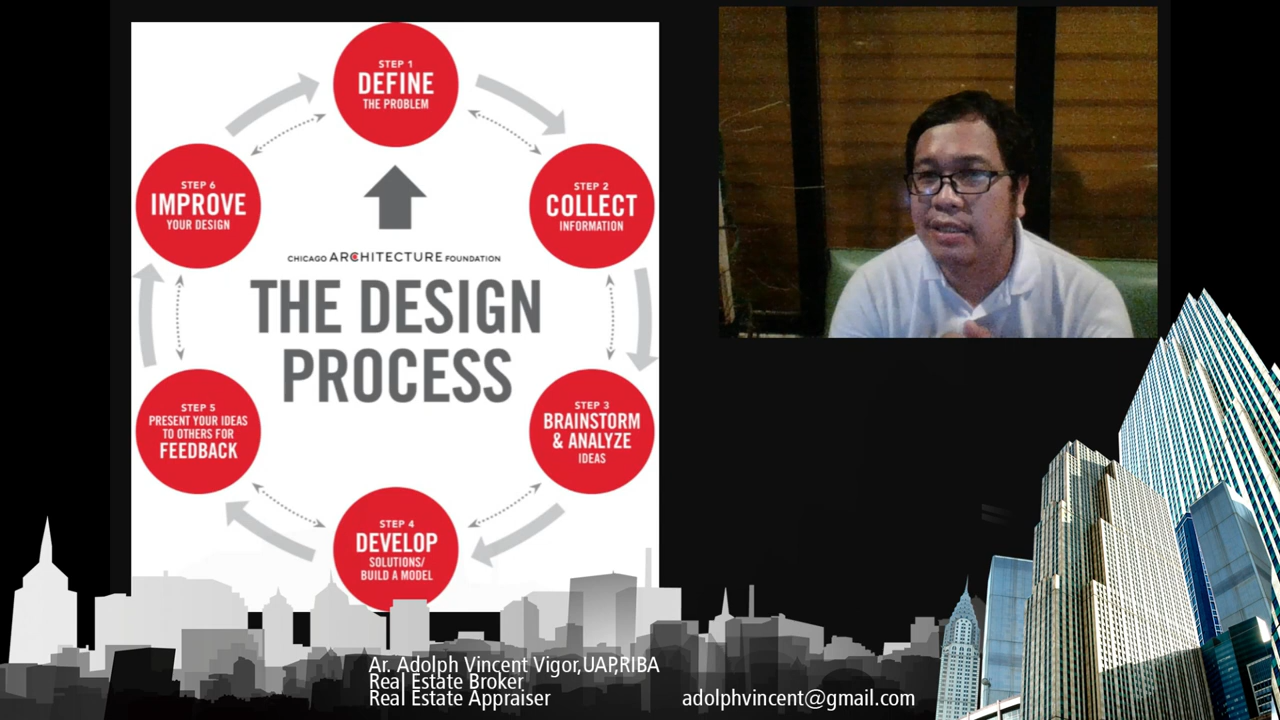 STEP 1
DEFINE
THE PROBLEM
STEP 2
COLLECT
INFORMATION
STEP 3
BRAINSTORM
& ANALYZE
IDEAS
STEP 4
DEVELOP
SOLUTIONS/
BUILD A MODEL
STEP 5
PRESENT YOUR IDEAS
TO OTHERS FOR
FEEDBACK
STEP 6
IMPROVE
YOUR DESIGN
CHICAGO ARCHITECTURE FOUNDATION
THE DESIGN
PROCESS
Ar. Adolph Vincent Vigor,UAP,RIBA
Real Estate Broker
Real Estate Appraiser
adolphvincent@gmail.com